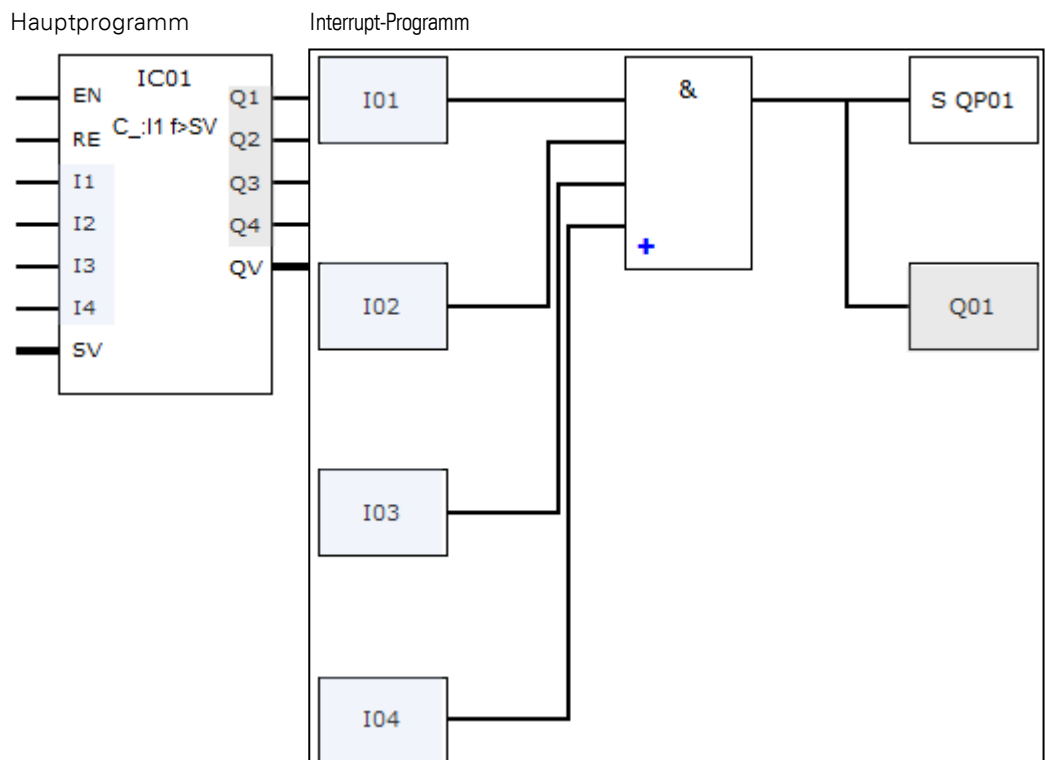 Hauptprogramm
Interrupt-Programm
IC01
C_:I1 f>SV
EN
RE
I1
I2
I3
I4
SV
Q1
Q2
Q3
Q4
QV
I01
I02
I03
I04
&
+
S QP01
Q01